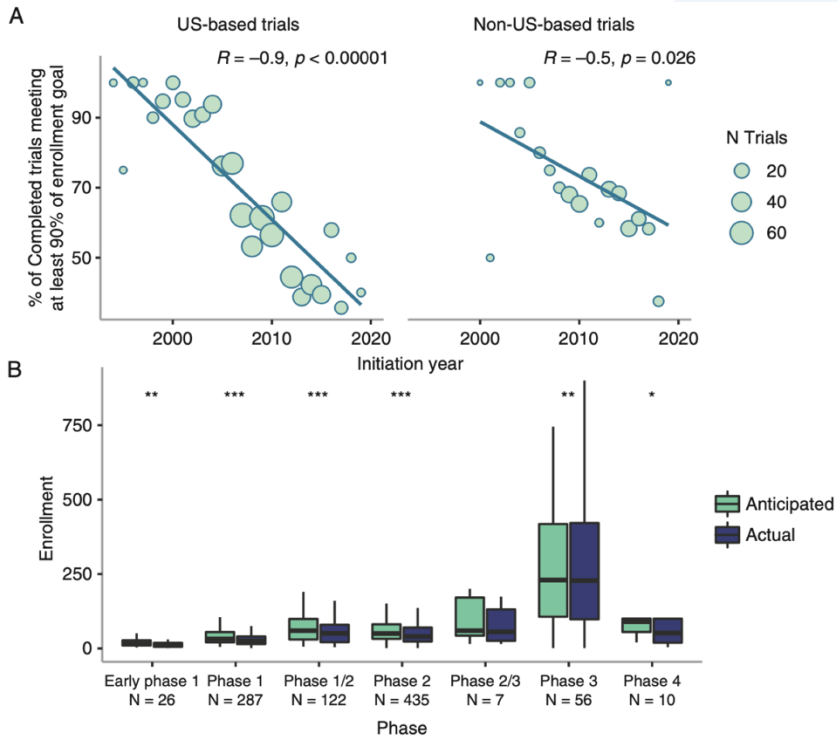 A
US-based trials
Non-US-based trials
R = –0.9, p < 0.00001
R = –0.5, p = 0.026
% of Completed trials meeting
at least 90% of enrollment goal
90
70
50
2000
2010
2020
2000
2010
2020
Initiation year
N Trials
20
40
60
B
Enrollment
750
500
250
0
** *** *** *** ** *
Anticipated
Actual
Early phase 1 Phase 1 Phase 1/2 Phase 2 Phase 2/3 Phase 3 Phase 4
N = 26 N = 287 N = 122 N = 435 N = 7 N = 56 N = 10
Phase